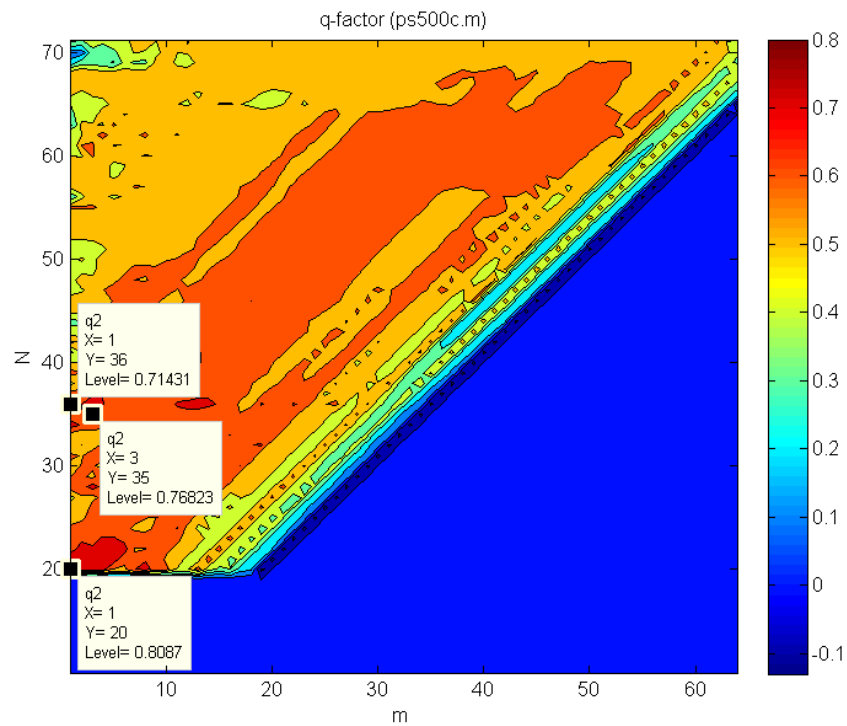 q-factor (ps500c.m)
70
60
50
40
30
20
N
10
20
30
40
50
60
m
0.8
0.7
0.6
0.5
0.4
0.3
0.2
0.1
0
-0.1
q2
X= 1
Y= 36
Level= 0.71431
q2
X= 3
Y= 35
Level= 0.76823
q2
X= 1
Y= 20
Level= 0.8087